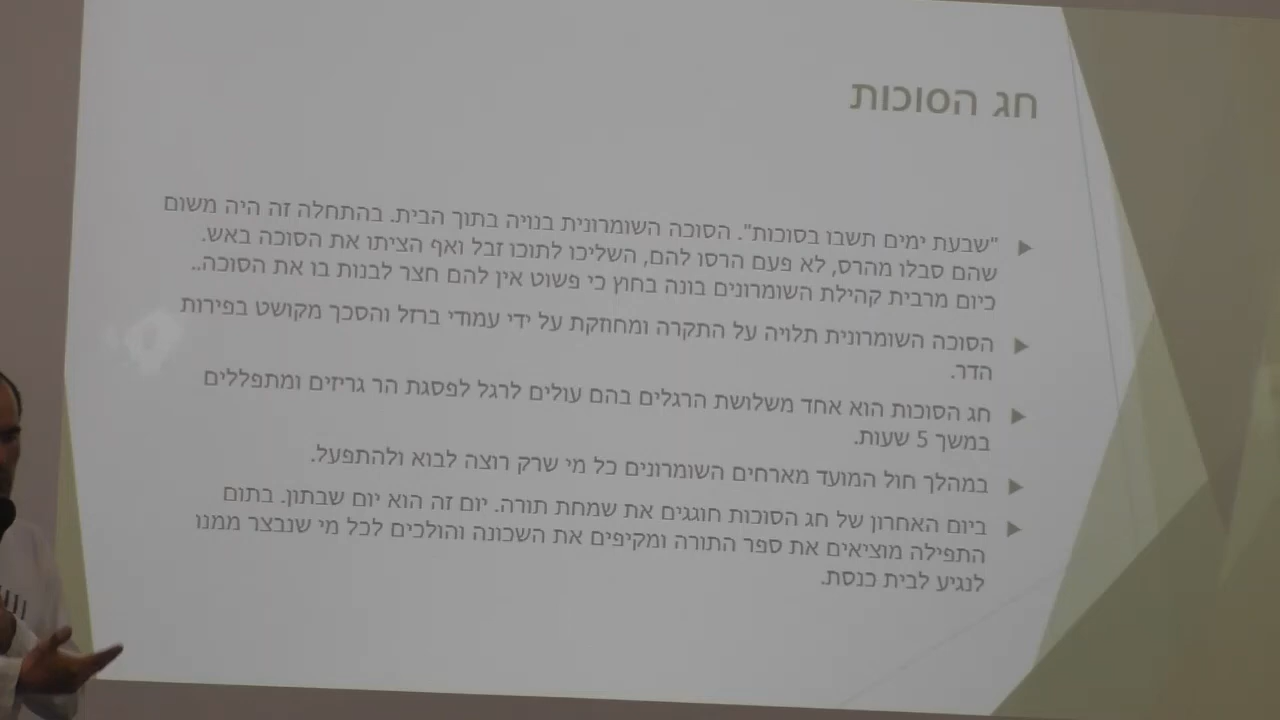 חג הסוכות
"שבעת ימים תשבו בסוכות". הסוכה השומרונית בנויה בתוך הבית. בהתחלה זה היה משום
שהם סבלו מהרס, לא פעם הרסו להם, השליכו לתוכו זבל ואף הציתו את הסוכה באש.
כיום מרבית קהילת השומרונים בונה בחוץ כי פשוט אין להם חצר לבנות בו את הסוכה..
הסוכה השומרונית תלויה על התקרה ומחוזקת על ידי עמודי ברזל והסכך מקושט בפירות
הדר.
חג הסוכות הוא אחד משלושת הרגלים בהם עולים לרגל לפסגת הר גריזים ומתפללים
במשך 5 שעות.
במהלך חול המועד מארחים השומרונים כל מי שרק רוצה לבוא ולהתפעל.
ביום האחרון של חג הסוכות חוגגים את שמחת תורה. יום זה הוא יום שבתון. בתום
התפילה מוציאים את ספר התורה ומקיפים את השכונה והולכים לכל מי שנבצר ממנו
לנגיע לבית כנסת.